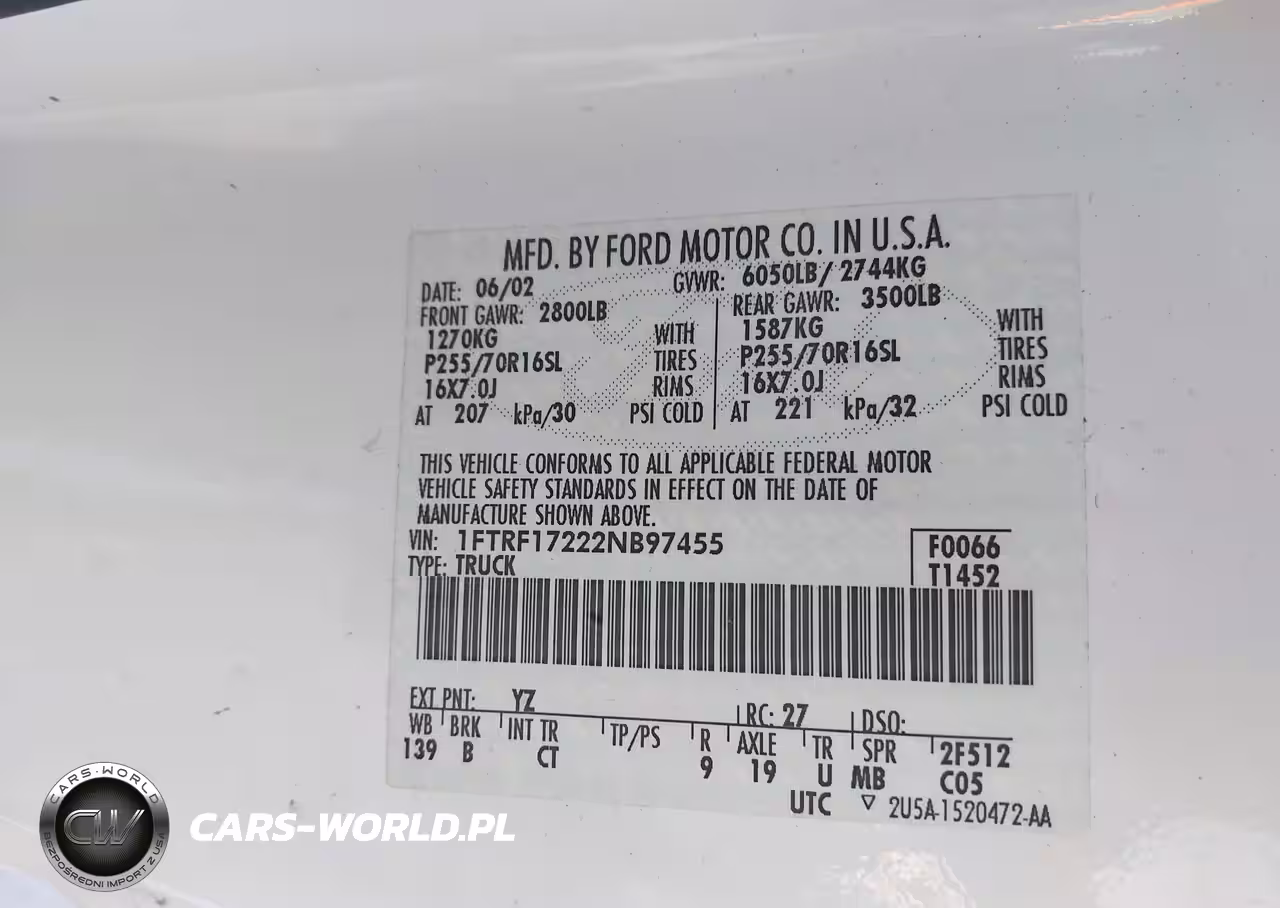 MFD. BY FORD MOTOR CO. IN U.S.A.
DATE: 06/02 GVWR: 6050LB/ 2744KG
FRONT GAWR: 2800LB REAR GAWR: 3500LB
1270KG WITH 1587KG WITH
P255/70R16SL TIRES P255/70R16SL TIRES
16X7.0J RIMS 16X7.0J RIMS
AT 207 kPa/30 PSI COLD AT 221 kPa/32 PSI COLD
THIS VEHICLE CONFORMS TO ALL APPLICABLE FEDERAL MOTOR
VEHICLE SAFETY STANDARDS IN EFFECT ON THE DATE OF
MANUFACTURE SHOWN ABOVE.
VIN: 1FTRF17222NB97455 F0066
TYPE: TRUCK T1452
EXT PNT: YZ RC: 27 DSO:
WB BRK INT TR TP/PS R AXLE TR SPR 2F512
139 B CT 9 19 U MB C05
UTC ▽ 2U5A-1520472-AA
CARS-WORLD
CW
BEZPOŚREDNI IMPORT Z USA
CARS-WORLD.PL